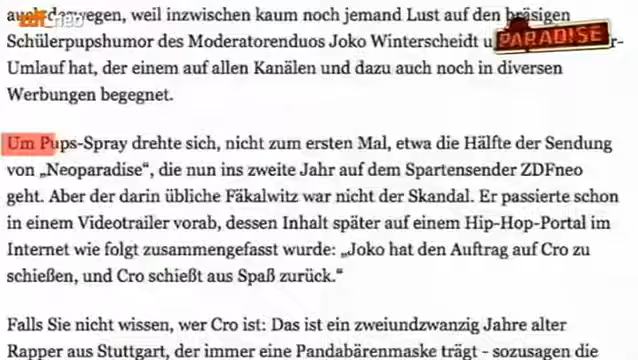 auch deswegen, weil inzwischen kaum noch jemand Lust auf den bräsigen
Schülerpupshumor des Moderatorenduos Joko Winterscheidt u r-
Umlauf hat, der einem auf allen Kanälen und dazu auch noch in diversen
Werbungen begegnet.
Um Pups-Spray drehte sich, nicht zum ersten Mal, etwa die Hälfte der Sendung
von „Neoparadise“, die nun ins zweite Jahr auf dem Spartensender ZDFneo
geht. Aber der darin übliche Fäkalwitz war nicht der Skandal. Er passierte schon
in einem Videotrailer vorab, dessen Inhalt später auf einem Hip-Hop-Portal im
Internet wie folgt zusammengefasst wurde: „Joko hat den Auftrag auf Cro zu
schießen, und Cro schießt aus Spaß zurück.“
Falls Sie nicht wissen, wer Cro ist: Das ist ein zweiundzwanzig Jahre alter
Rapper aus Stuttgart, der immer eine Pandabärenmaske trägt - sozusagen die
zdf_neo
PARADISE